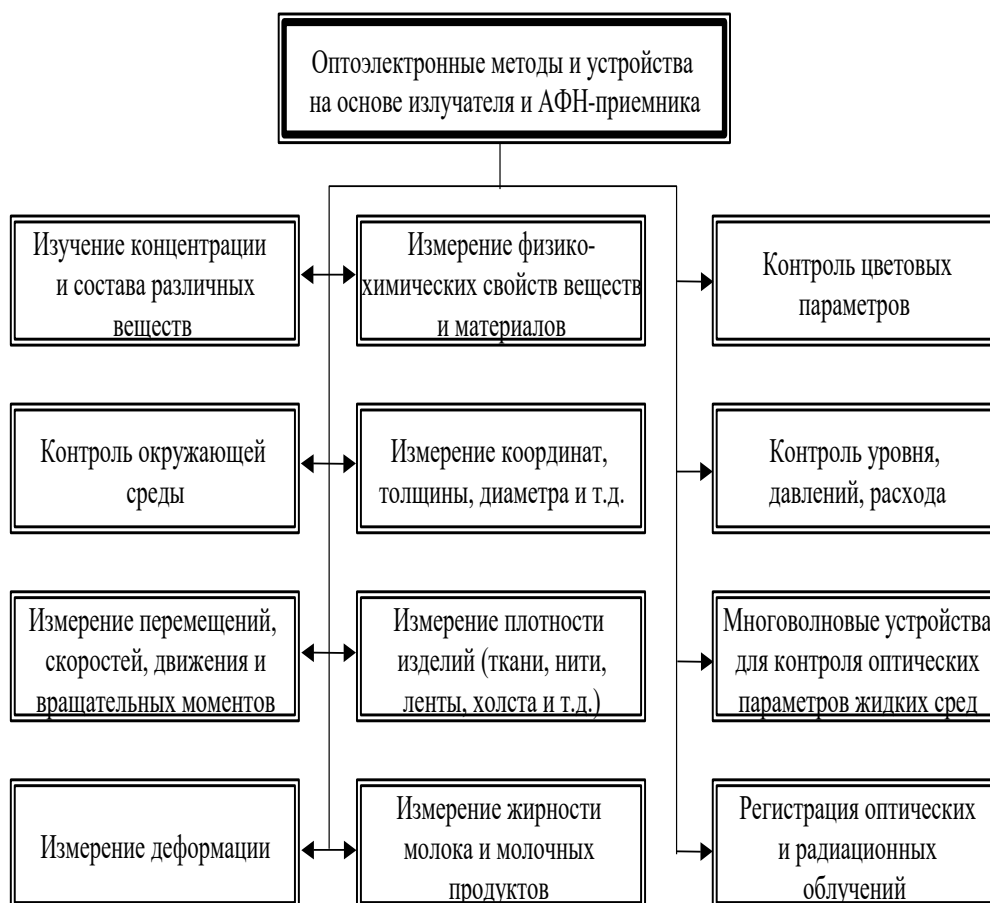 Оптоэлектронные методы и устройства
на основе излучателя и АФН-приемника
Изучение концентрации
и состава различных
веществ
Измерение физико-
химических свойств веществ
и материалов
Контроль цветовых
параметров
Контроль окружающей
среды
Измерение координат,
толщины, диаметра и т.д.
Контроль уровня,
давлений, расхода
Измерение перемещений,
скоростей, движения и
вращательных моментов
Измерение плотности
изделий (ткани, нити,
ленты, холста и т.д.)
Многоволновые устройства
для контроля оптических
параметров жидких сред
Измерение деформации
Измерение жирности
молока и молочных
продуктов
Регистрация оптических
и радиационных
облучений